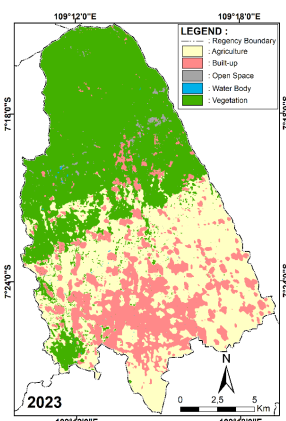 109°12'0"E 109°18'0"E
LEGEND :
: Regency Boundary
: Agriculture
: Built-up
: Open Space
: Water Body
: Vegetation
7°18'0"S
7°24'0"S
N
2023
0 2,5 5
Km